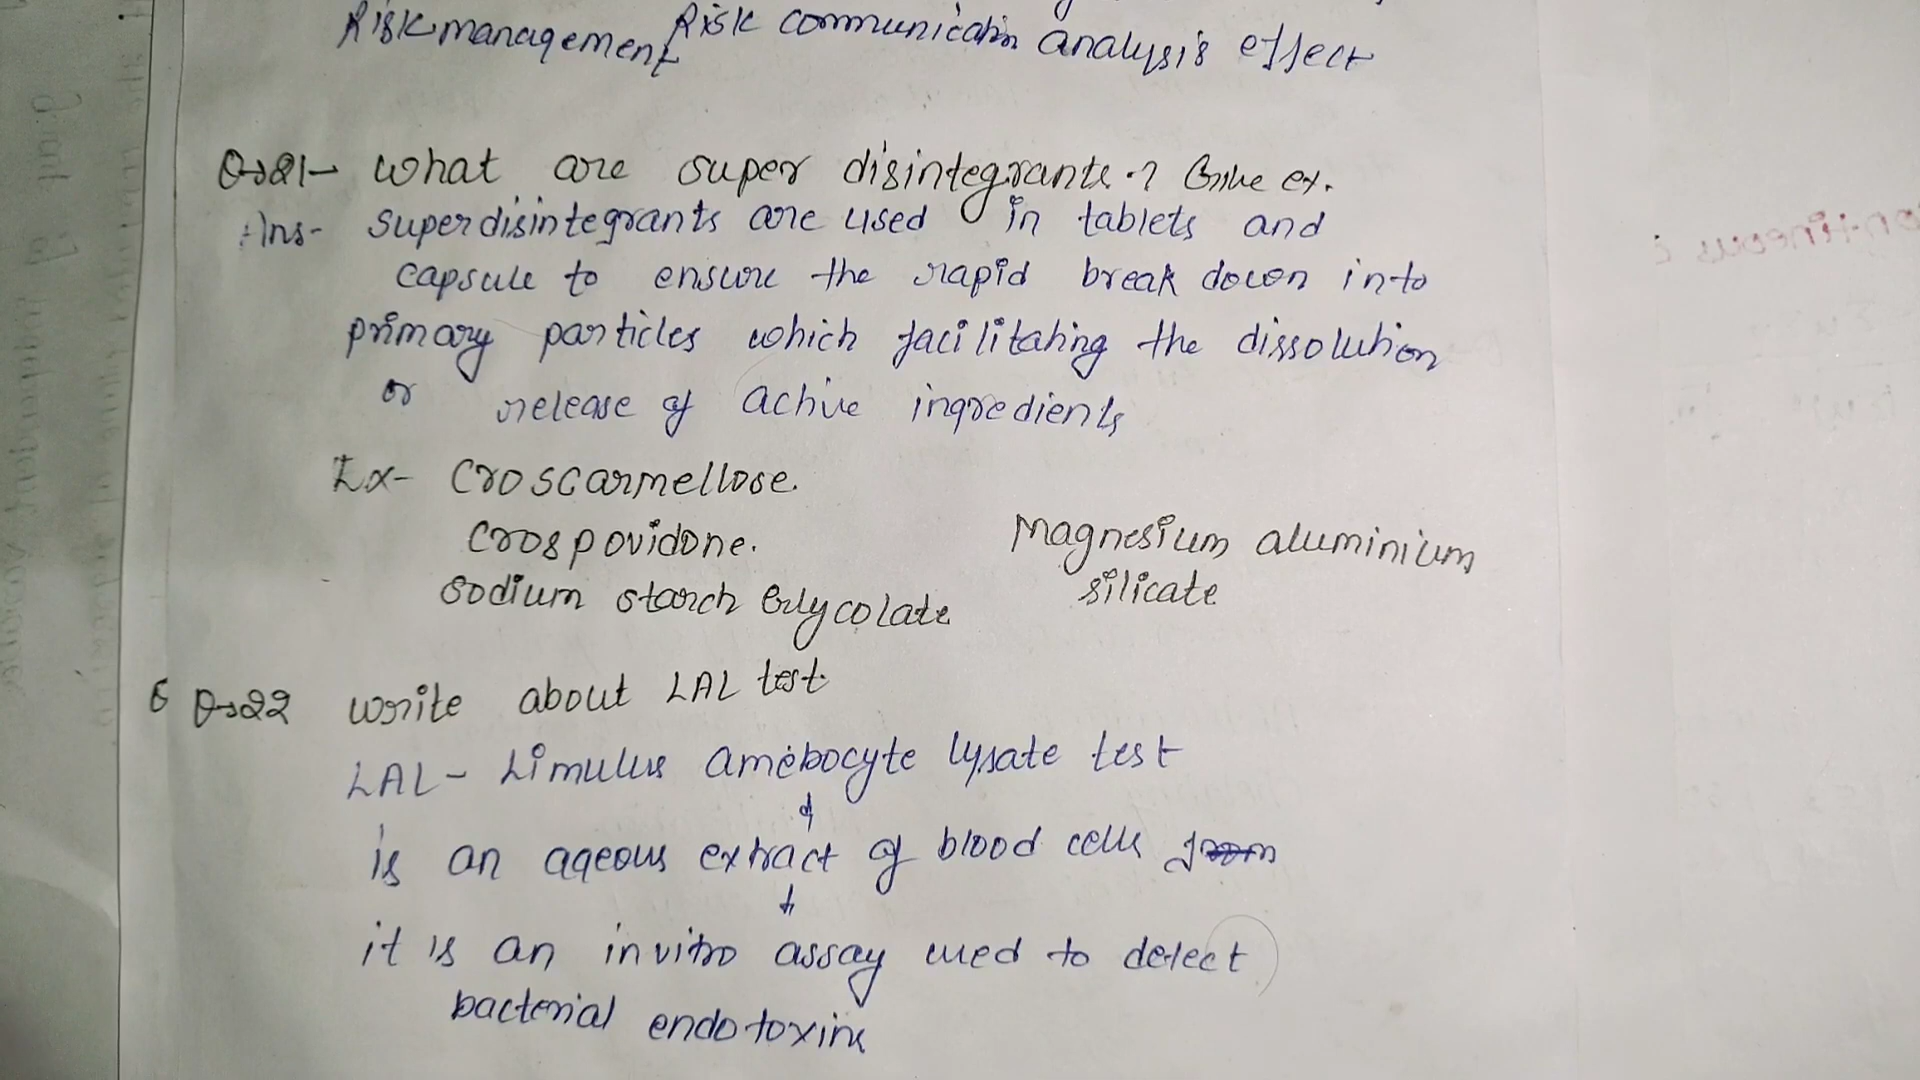 Risk management Risk communication analysis effect
Q→21- what are super disintegrants.? Give ex.
Ans- superdisintegrants are used in tablets and
capsule to ensure the rapid break down into
primary particles which facilitating the dissolution
or release of active ingredients
Ex- Croscarmellose.
Crospovidone.
Magnesium aluminium
silicate
Sodium starch Glycolate
6 Q→22 write about LAL test.
LAL- Limulus amebocyte lysate test
is an aqeous extract of blood cells from
it is an invitro assay used to detect
bacterial endotoxins